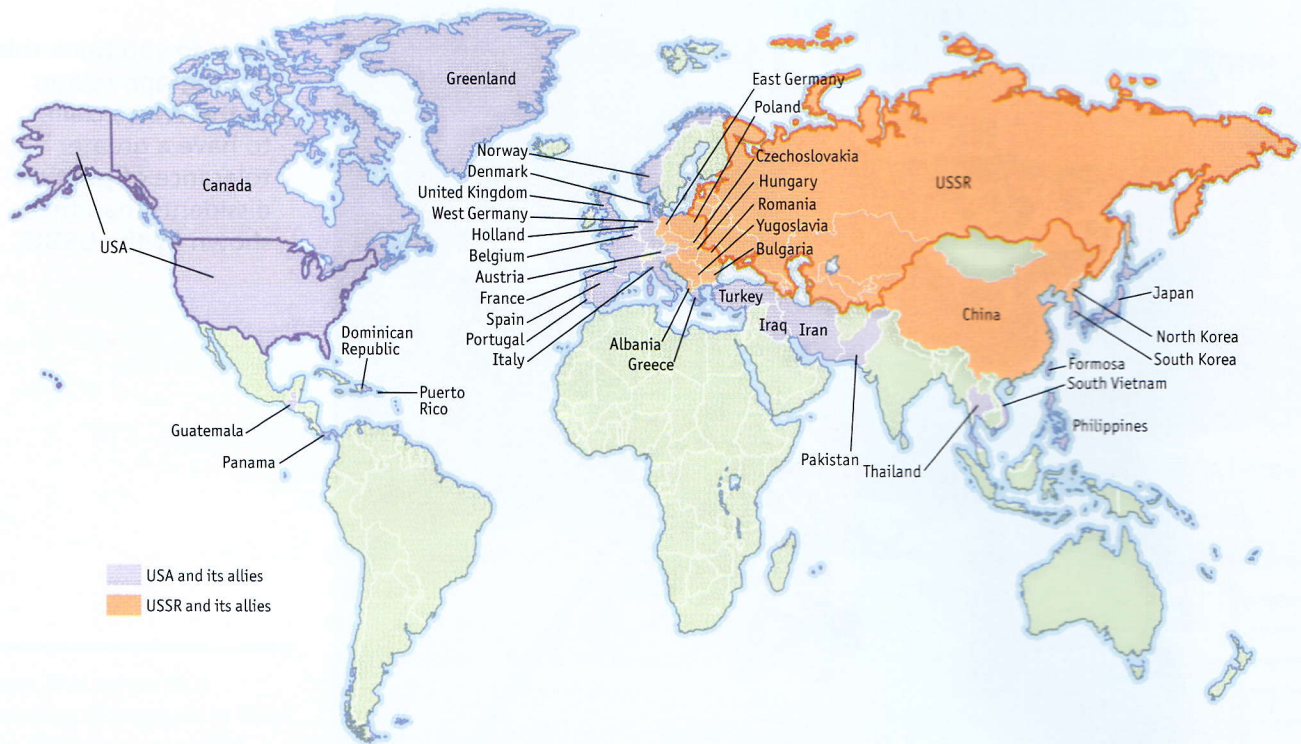 Greenland
East Germany
Poland
Norway
Denmark
United Kingdom
West Germany
Holland
Belgium
Austria
France
Spain
Portugal
Italy
Czechoslovakia
Hungary
Romania
Yugoslavia
Bulgaria
USSR
Canada
USA
Turkey
Iraq
Iran
China
Japan
North Korea
South Korea
Formosa
South Vietnam
Philippines
Albania
Greece
Dominican
Republic
Puerto
Rico
Guatemala
Panama
Pakistan
Thailand
USA and its allies
USSR and its allies